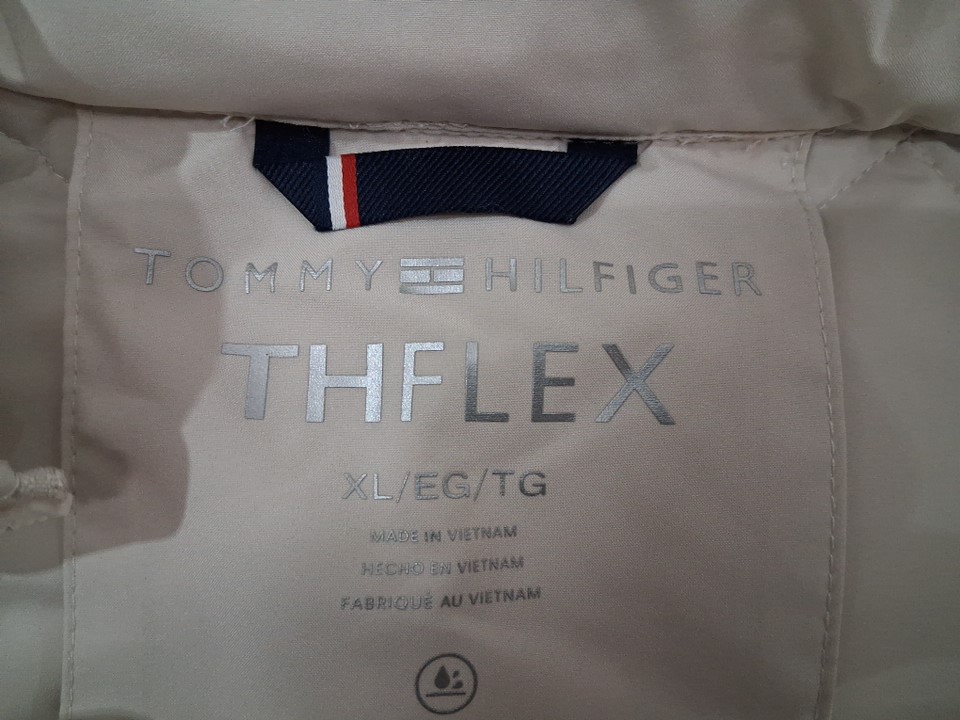 TOMMY HILFIGER
THFLEX
XL/EG/TG
MADE IN VIETNAM
HECHO EN VIETNAM
FABRIQUÉ AU VIETNAM